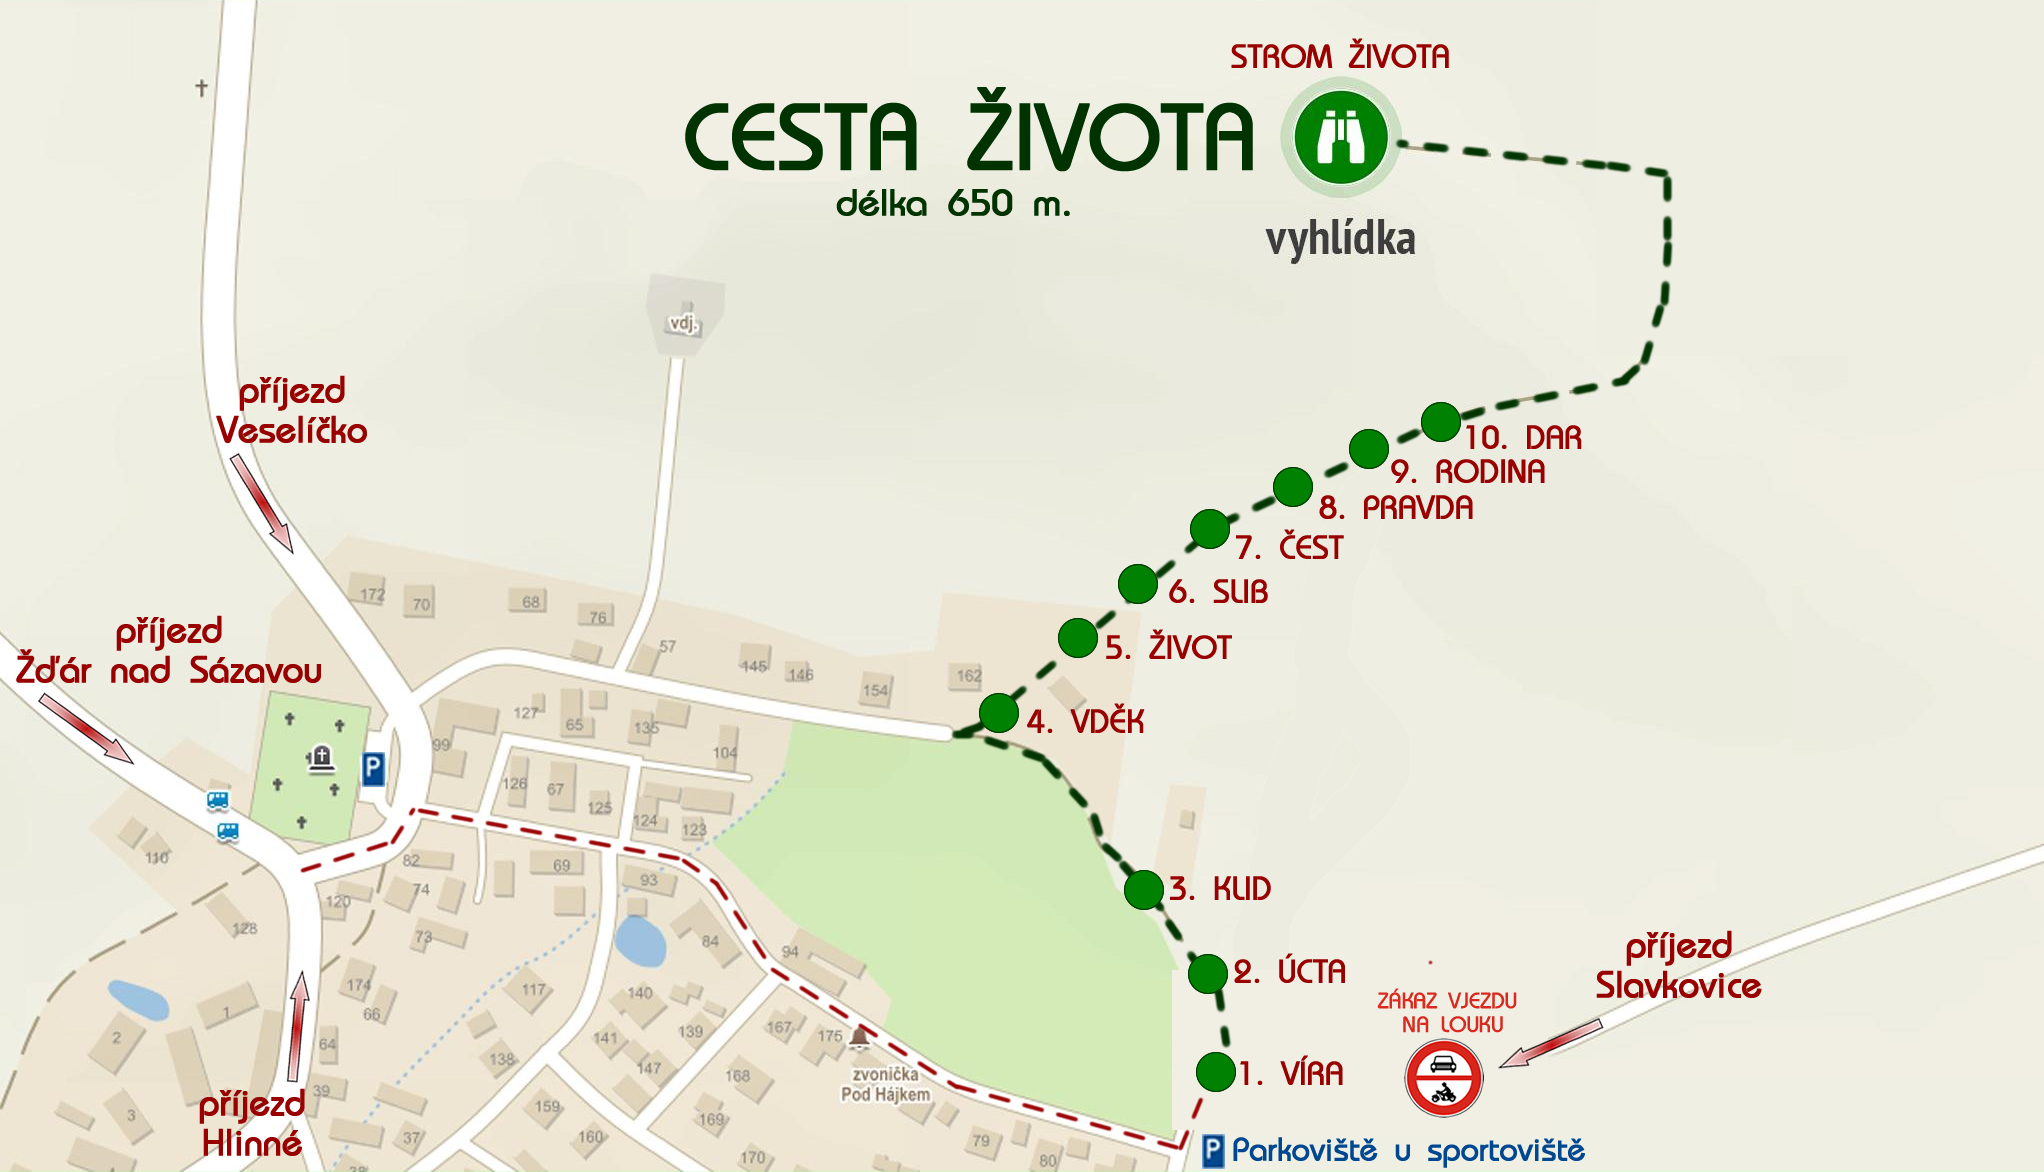 STROM ŽIVOTA
CESTA ŽIVOTA
délka 650 m.
vyhlídka
vdj.
příjezd
Veselíčko
10. DAR
9. RODINA
8. PRAVDA
7. ČEST
6. SLIB
5. ŽIVOT
4. VDĚK
172
70
68
76
57
145
146
154
162
příjezd
Žďár nad Sázavou
127
65
135
104
99
P
126
67
125
124
123
110
82
69
93
74
120
128
73
84
94
3. KLID
2. ÚCTA
příjezd
Slavkovice
ZÁKAZ VJEZDU
NA LOUKU
174
66
117
140
139
167
175
1
2
64
141
138
147
168
zvonička
Pod Hájkem
1. VÍRA
39
příjezd
Hlinné
3
37
159
160
169
79
80
170
38
P Parkoviště u sportoviště